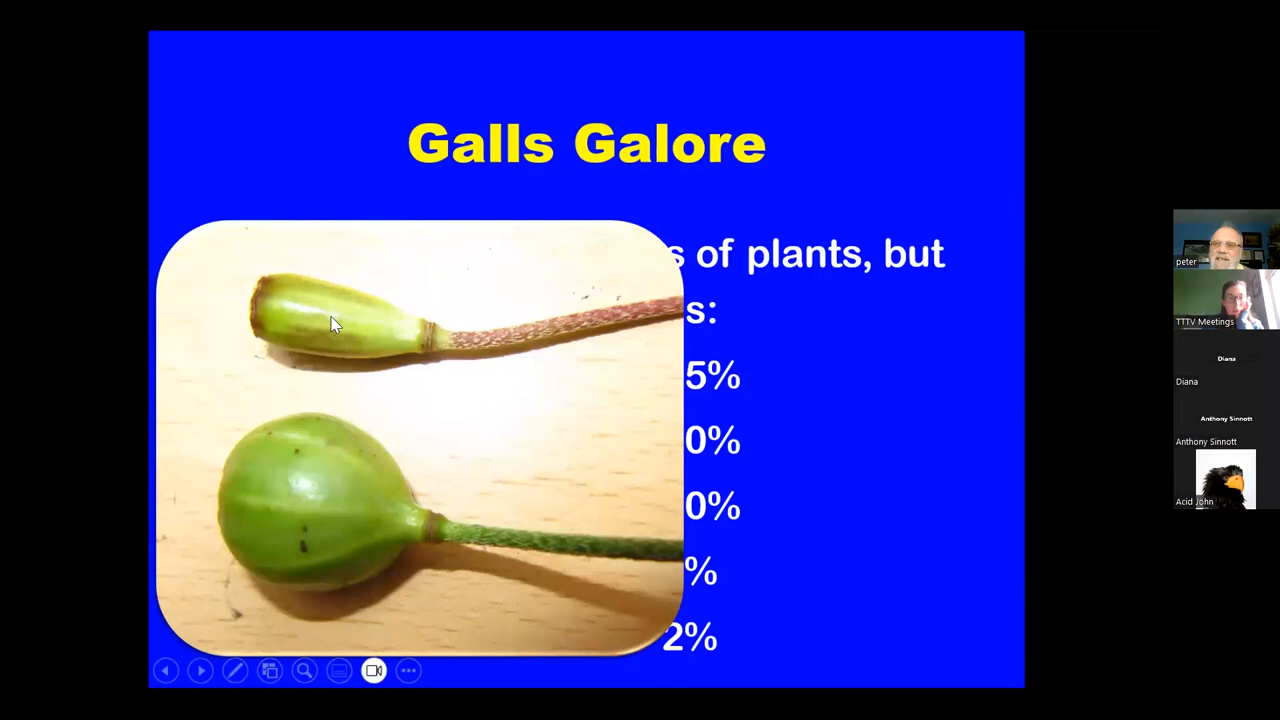 Galls Galore
s of plants, but
s:
5%
0%
0%
%
2%
peter
TTTV Meetings
Diana
Diana
Anthony Sinnott
Anthony Sinnott
Acid John